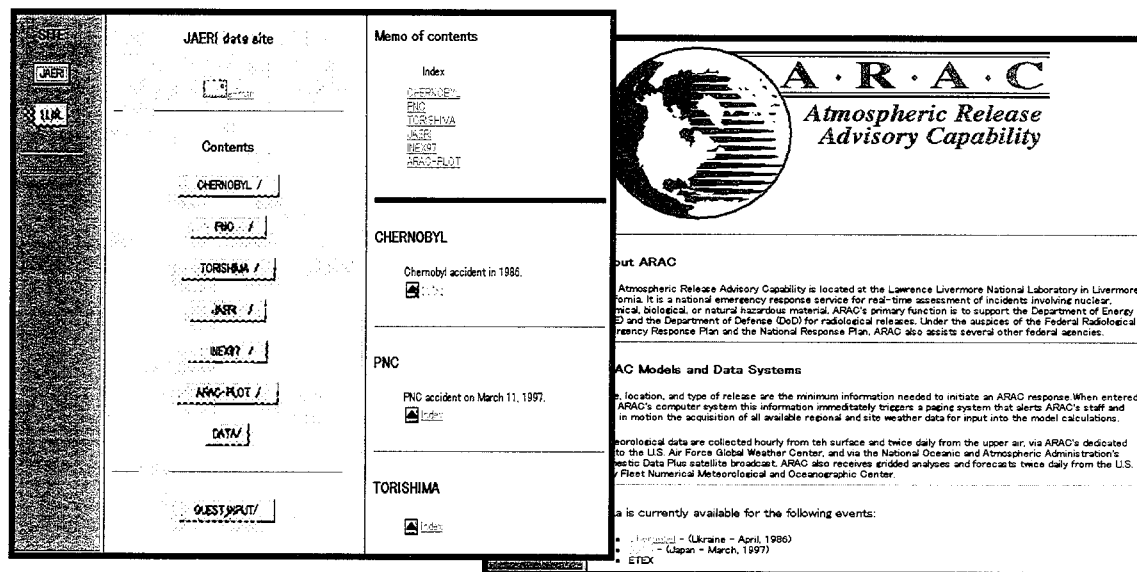 SITE
JAERI
LLNL
JAERI data site
Contents
CHERNOBYL /
PNC /
TORISHIMA /
JAERI /
INEX97 /
ARAC-PLOT /
DATA/
GUEST_INPUT/
Memo of contents
Index
CHERNOBYL
PNC
TORISHIMA
JAERI
INEX97
ARAC-PLOT
CHERNOBYL
Chernobyl accident in 1986.
Index
PNC
PNC accident on March 11, 1997.
Index
TORISHIMA
Index
A · R · A · C
Atmospheric Release
Advisory Capability
out ARAC
Atmospheric Release Advisory Capability is located at the Lawrence Livermore National Laboratory in Livermore
fornia. It is a national emergency response service for real-time assessment of incidents involving nuclear,
mical, biological, or natural hazardous material. ARAC's primary function is to support the Department of Energy
E) and the Department of Defense (DoD) for radiological releases. Under the auspices of the Federal Radiological
rgency Response Plan and the National Response Plan, ARAC also assists several other federal agencies.
AC Models and Data Systems
e, location, and type of release are the minimum information needed to initiate an ARAC response.When entered
ARAC's computer system this information immeditately triggers a paging system that alerts ARAC's staff and
in motion the acquisition of all available regional and site weather data for input into the model calculations.
eorological data are collected hourly from teh surface and twice daily from the upper air, via ARAC's dedicated
to the U.S. Air Force Global Weather Center, and via the National Oceanic and Atmospheric Administration's
mestic Data Plus satellite broadcast. ARAC also receives gridded analyses and forecasts twice daily from the U.S.
y Fleet Numerical Meteorological and Oceanographic Center.
a is currently available for the following events:
• Chernobyl - (Ukraine - April, 1986)
• - (Japan - March, 1997)
• ETEX